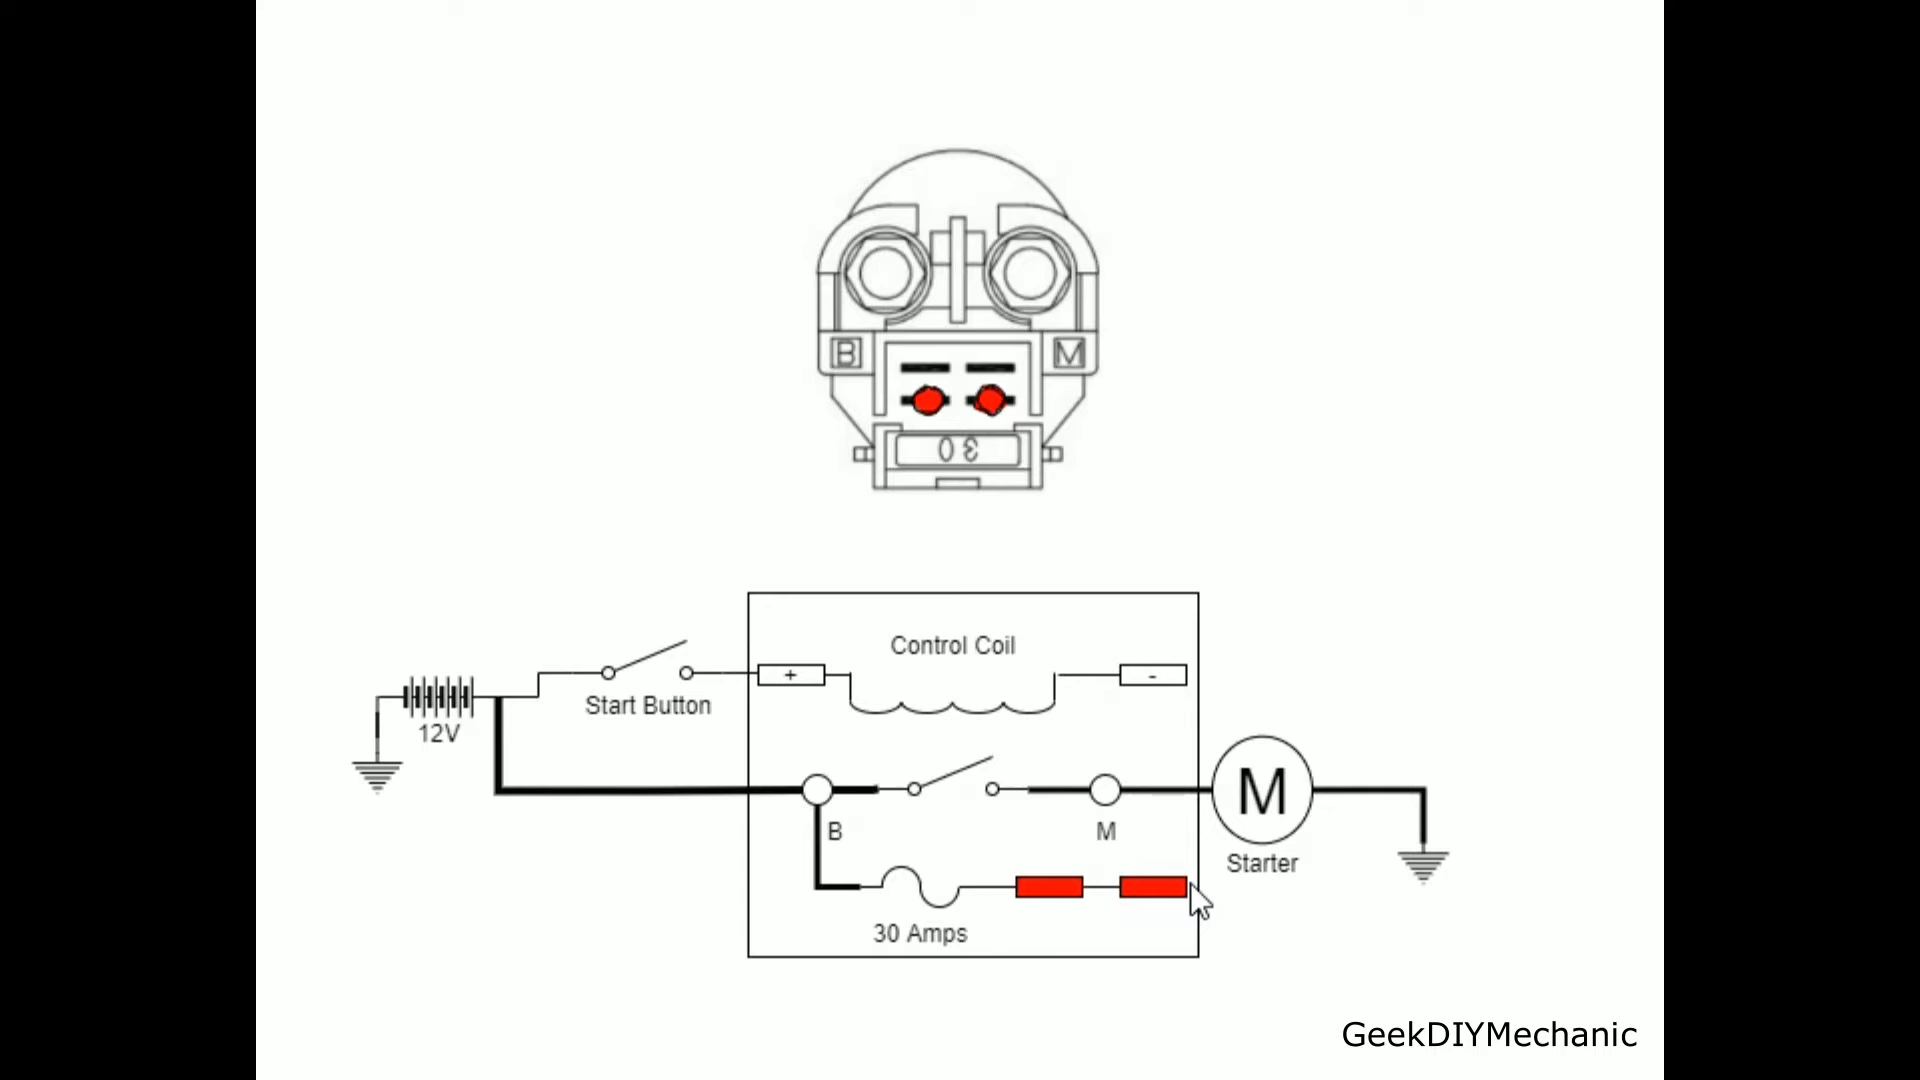 B
M
30
Control Coil
+
-
Start Button
12V
M
B
M
Starter
30 Amps
GeekDIYMechanic